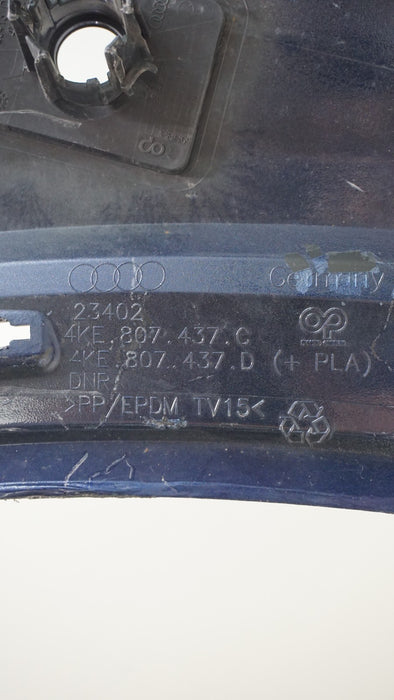 Germany
23402
4KE.807.437.C
4KE.807.437.D (+ PLA)
DNR
>PP/EPDM TV15<